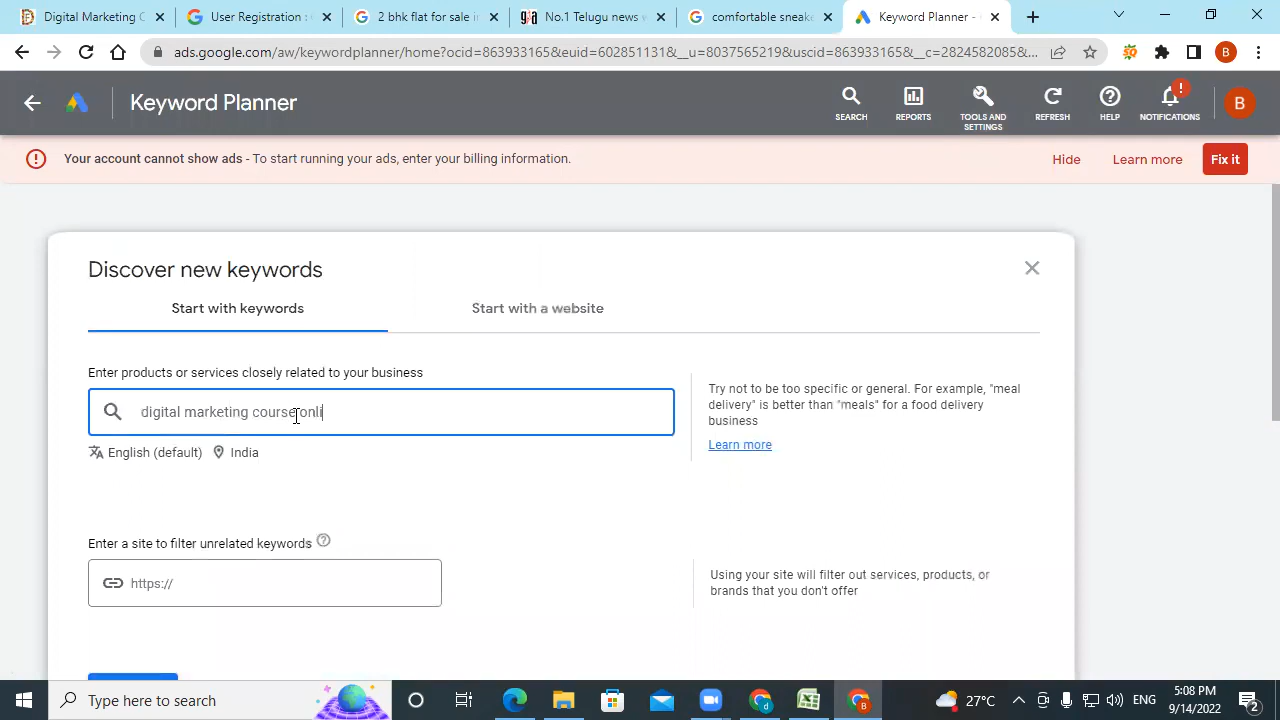 Digital Marketing C
User Registration :
2 bhk flat for sale in
No.1 Telugu news w
comfortable sneake
Keyword Planner -
ads.google.com/aw/keywordplanner/home?ocid=863933165&euid=602851131&__u=8037565219&uscid=863933165&__c=2824582085&...
B
Keyword Planner
SEARCH
REPORTS
TOOLS AND
SETTINGS
REFRESH
HELP
NOTIFICATIONS
B
Your account cannot show ads - To start running your ads, enter your billing information.
Hide
Learn more
Fix it
Discover new keywords
Start with keywords
Start with a website
Enter products or services closely related to your business
digital marketing course onli
English (default)
India
Try not to be too specific or general. For example, "meal
delivery" is better than "meals" for a food delivery
business
Learn more
Enter a site to filter unrelated keywords
https://
Using your site will filter out services, products, or
brands that you don't offer
Type here to search
27°C
ENG
5:08 PM
9/14/2022
2